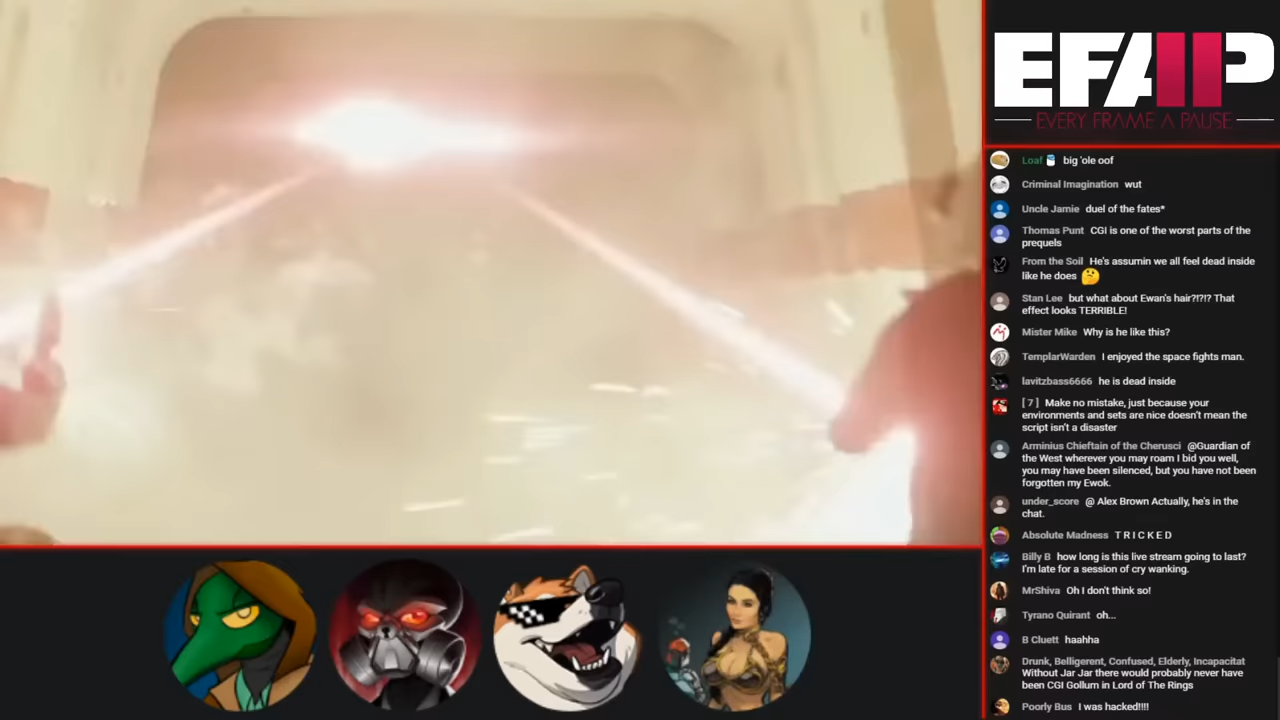 EFAP
EVERY FRAME A PAUSE
Loaf big 'ole oof
Criminal Imagination wut
Uncle Jamie duel of the fates*
Thomas Punt CGI is one of the worst parts of the
prequels
From the Soil He's assumin we all feel dead inside
like he does
Stan Lee but what about Ewan's hair?!?!? That
effect looks TERRIBLE!
Mister Mike Why is he like this?
TemplarWarden I enjoyed the space fights man.
lavitzbass6666 he is dead inside
[ 7 ] Make no mistake, just because your
environments and sets are nice doesn't mean the
script isn't a disaster
Arminius Chieftain of the Cherusci @Guardian of
the West wherever you may roam I bid you well,
you may have been silenced, but you have not been
forgotten my Ewok.
under_score @ Alex Brown Actually, he's in the
chat.
Absolute Madness T R I C K E D
Billy B how long is this live stream going to last?
I'm late for a session of cry wanking.
MrShiva Oh I don't think so!
Tyrano Quirant oh...
B Cluett haahha
Drunk, Belligerent, Confused, Elderly, Incapacitat
Without Jar Jar there would probably never have
been CGI Gollum in Lord of The Rings
Poorly Bus I was hacked!!!!